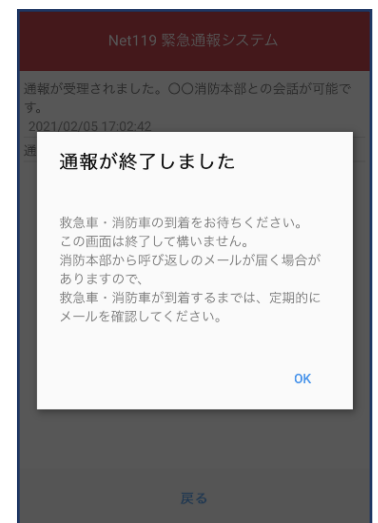 Net119 緊急通報システム
通報が受理されました。〇〇消防本部との会話が可能で
す。
2021/02/05 17:02:42
通
通報が終了しました
救急車・消防車の到着をお待ちください。
この画面は終了して構いません。
消防本部から呼び返しのメールが届く場合が
ありますので、
救急車・消防車が到着するまでは、定期的に
メールを確認してください。
OK
戻る